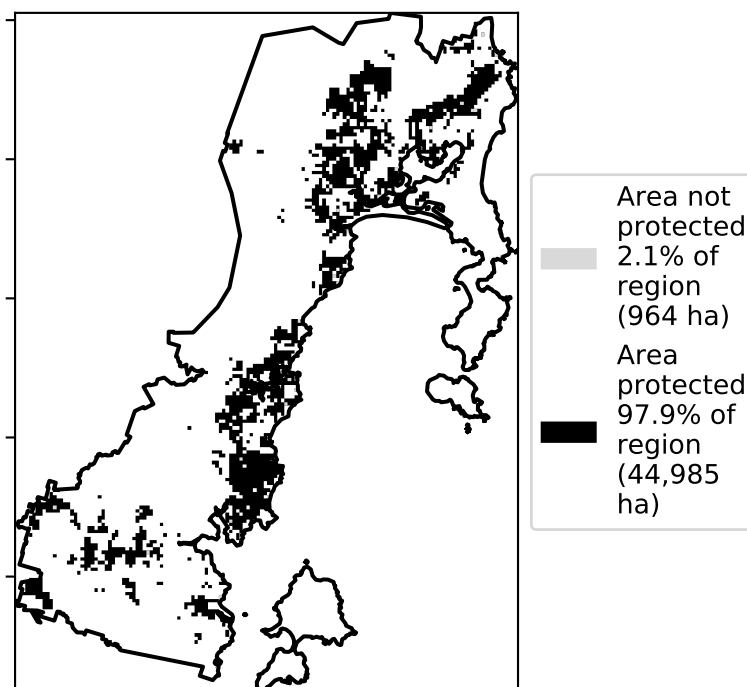 Area not
protected
2.1% of
region
(964 ha)
Area
protected
97.9% of
region
(44,985
ha)